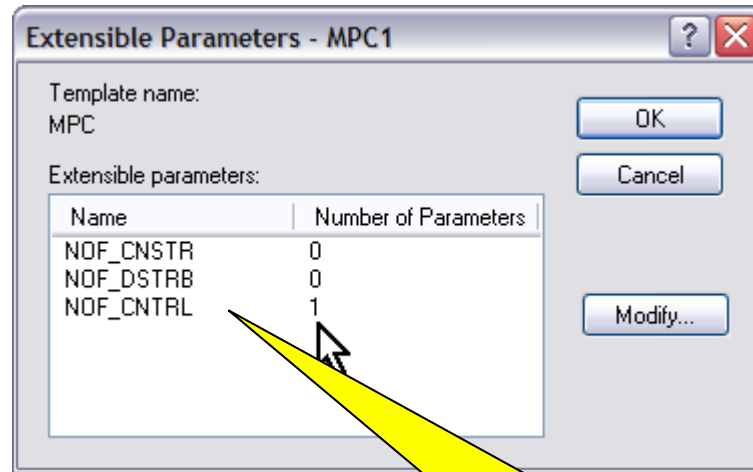 Extensible Parameters - MPC1
Template name:
MPC
OK
Extensible parameters:
Cancel
Name Number of Parameters
NOF_CNSTR 0
NOF_DSTRB 0
NOF_CNTRL 1
Modify...